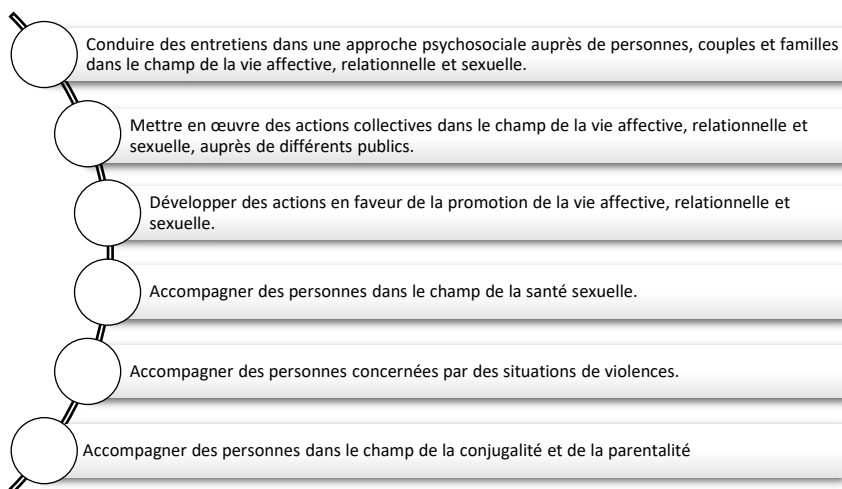 Conduire des entretiens dans une approche psychosociale auprès de personnes, couples et familles
dans le champ de la vie affective, relationnelle et sexuelle.
Mettre en œuvre des actions collectives dans le champ de la vie affective, relationnelle et
sexuelle, auprès de différents publics.
Développer des actions en faveur de la promotion de la vie affective, relationnelle et
sexuelle.
Accompagner des personnes dans le champ de la santé sexuelle.
Accompagner des personnes concernées par des situations de violences.
Accompagner des personnes dans le champ de la conjugalité et de la parentalité